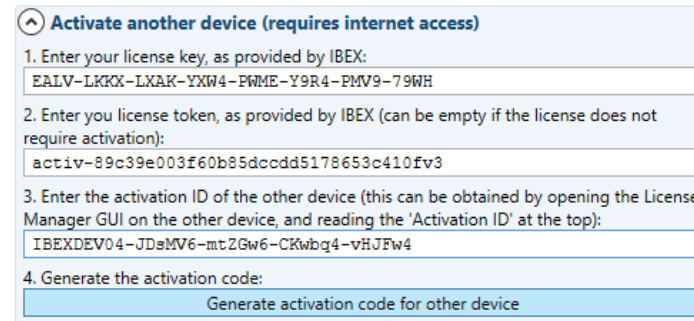 Activate another device (requires internet access)
1. Enter your license key, as provided by IBEX:
EALV-LKKX-LXAK-YXW4-PWME-Y9R4-PMV9-79WH
2. Enter you license token, as provided by IBEX (can be empty if the license does not
require activation):
activ-89c39e003f60b85dccdd5178653c410fv3
3. Enter the activation ID of the other device (this can be obtained by opening the License
Manager GUI on the other device, and reading the 'Activation ID' at the top):
IBEXDEV04-JDsMV6-mtZGw6-CKwbq4-vHJFw4
4. Generate the activation code:
Generate activation code for other device